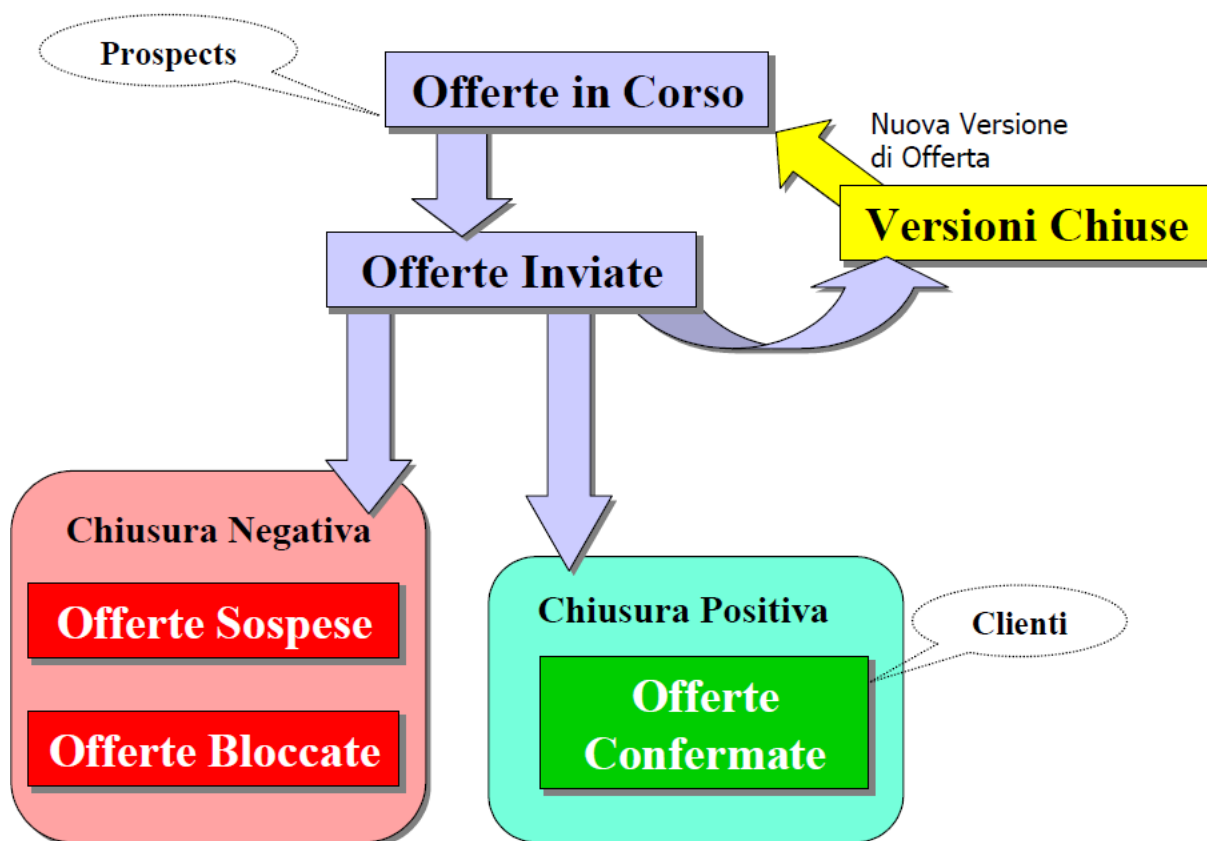 Prospects
Offerte in Corso
Nuova Versione
di Offerta
Versioni Chiuse
Offerte Inviate
Chiusura Negativa
Offerte Sospese
Offerte Bloccate
Chiusura Positiva
Clienti
Offerte
Confermate